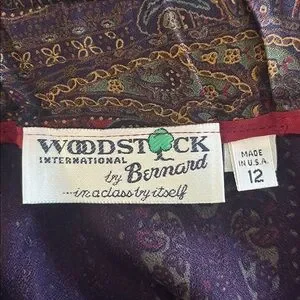 WOODSTOCK
INTERNATIONAL
by Bernard
...in a class by itself
MADE
IN U.S.A.
12